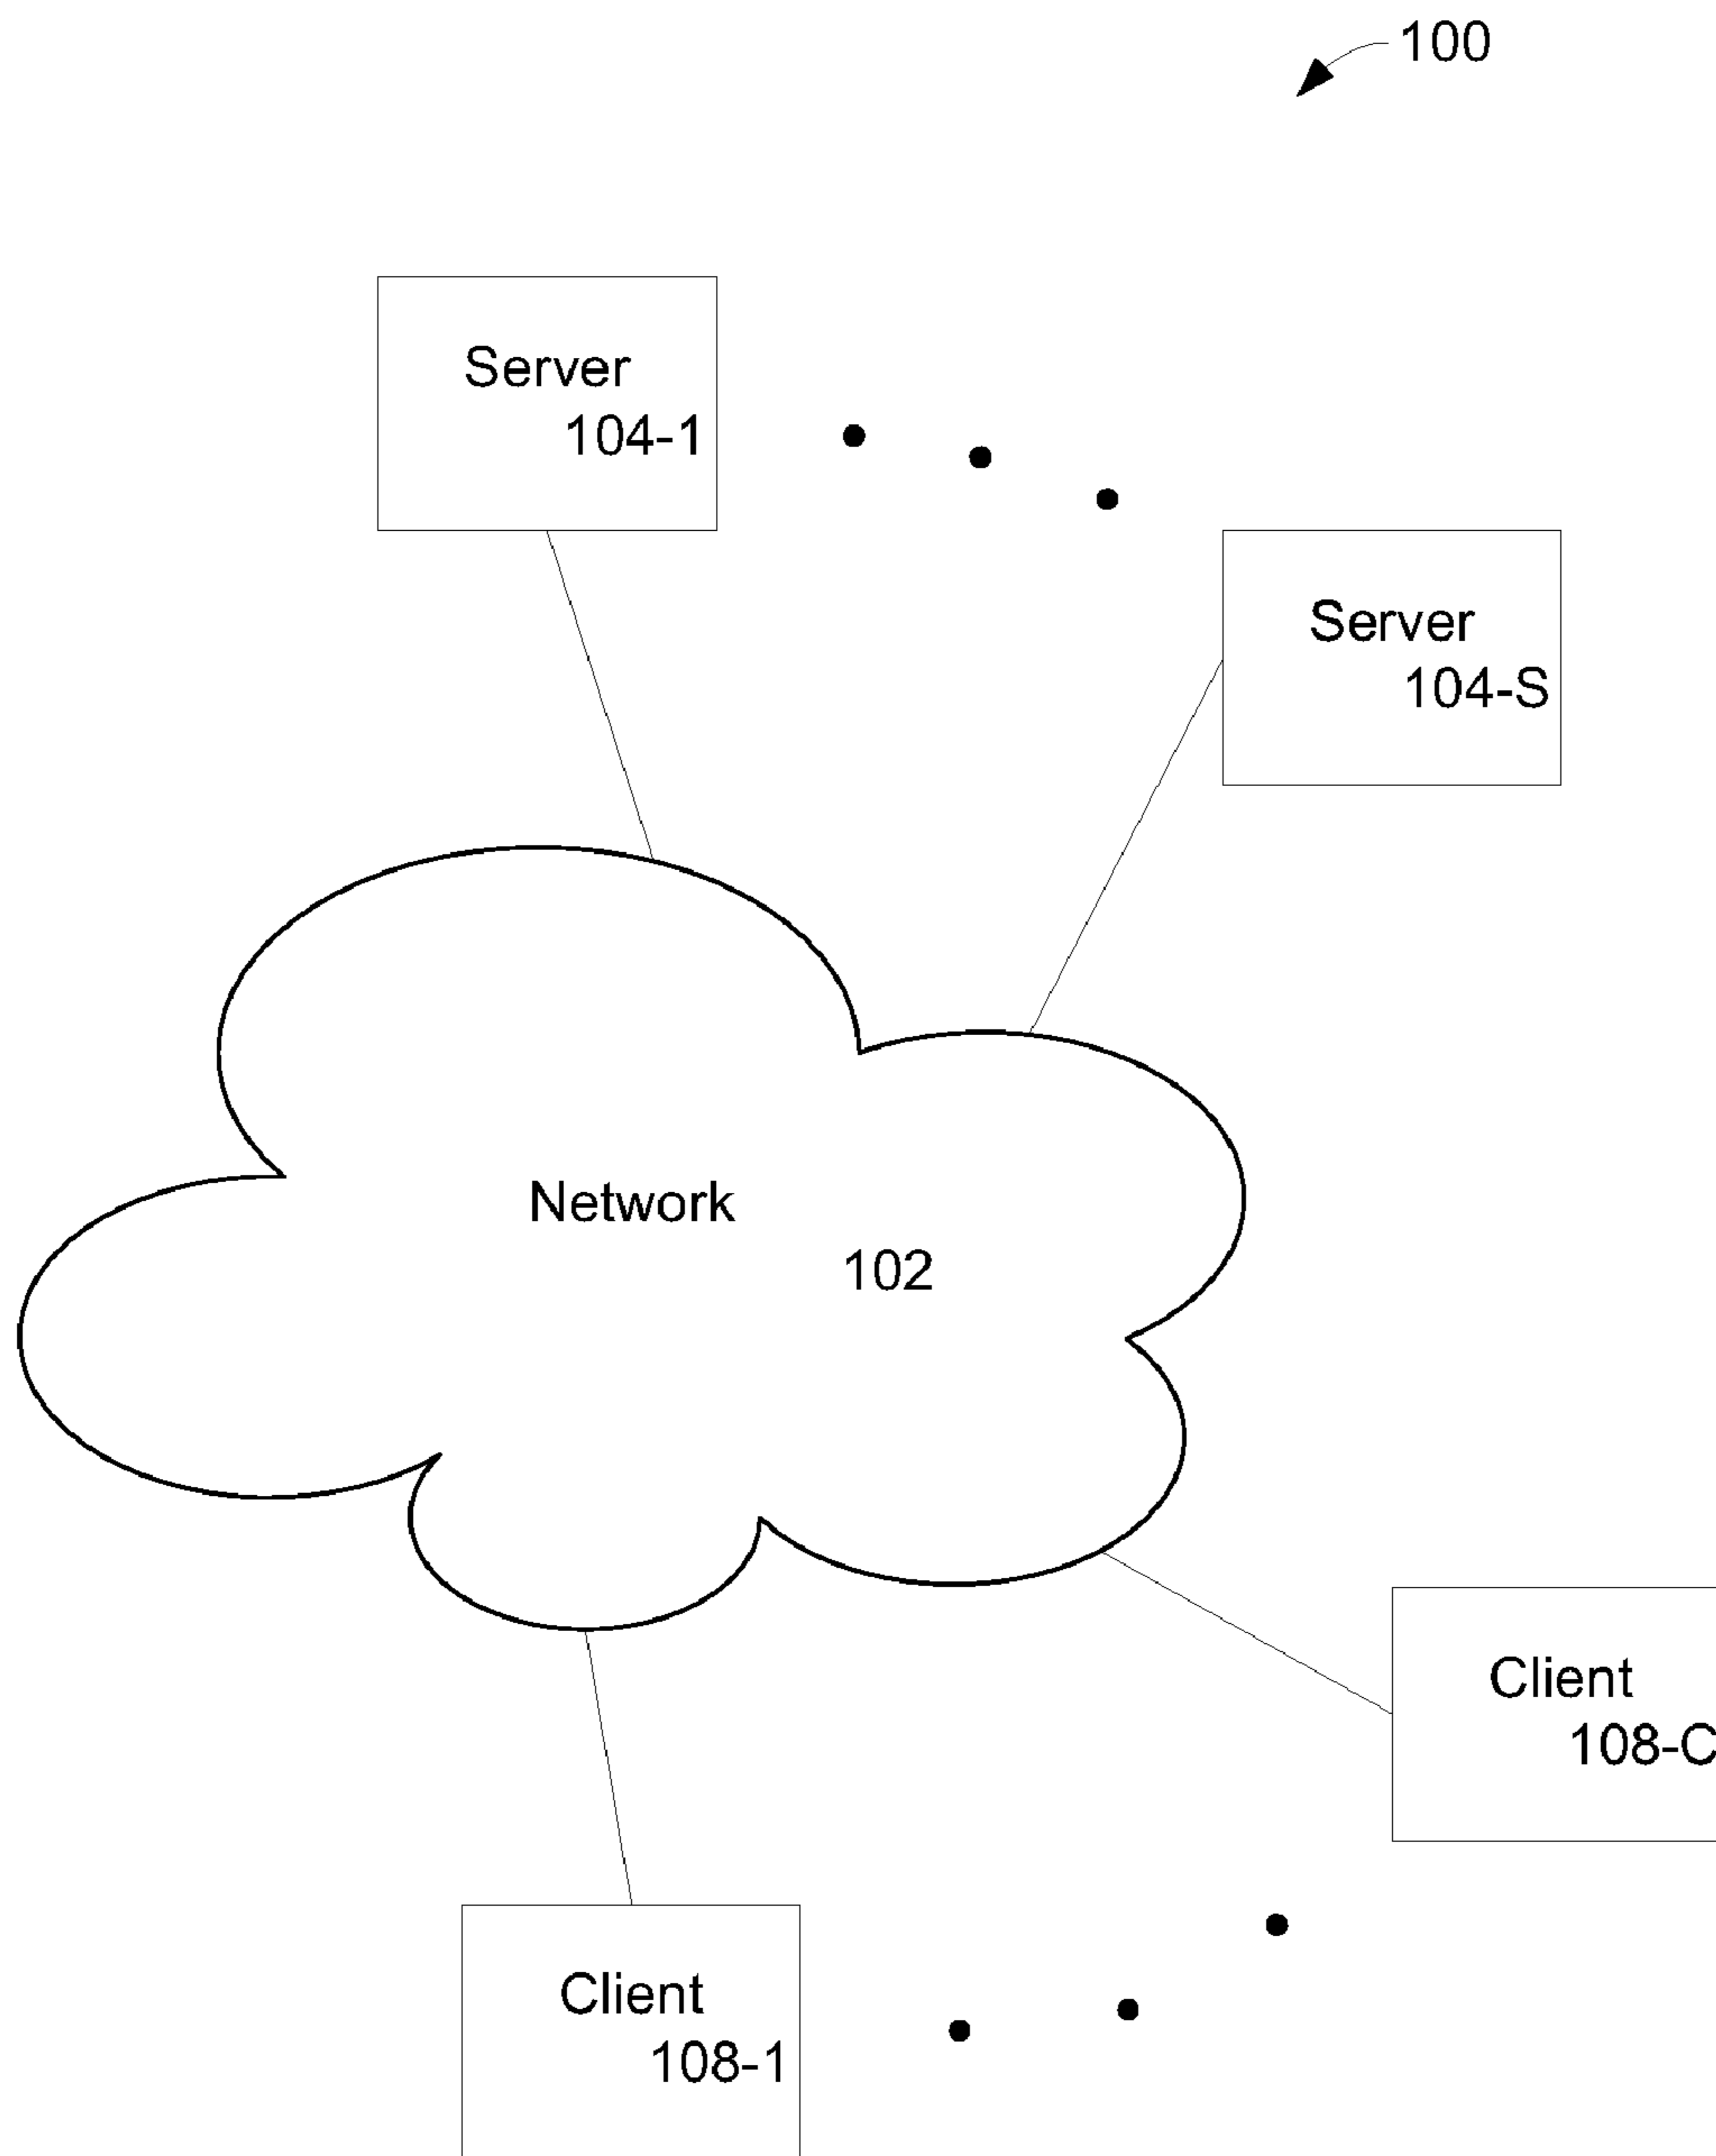 100
Server
104-1
Server
104-S
Network
102
Client
108-C
Client
108-1